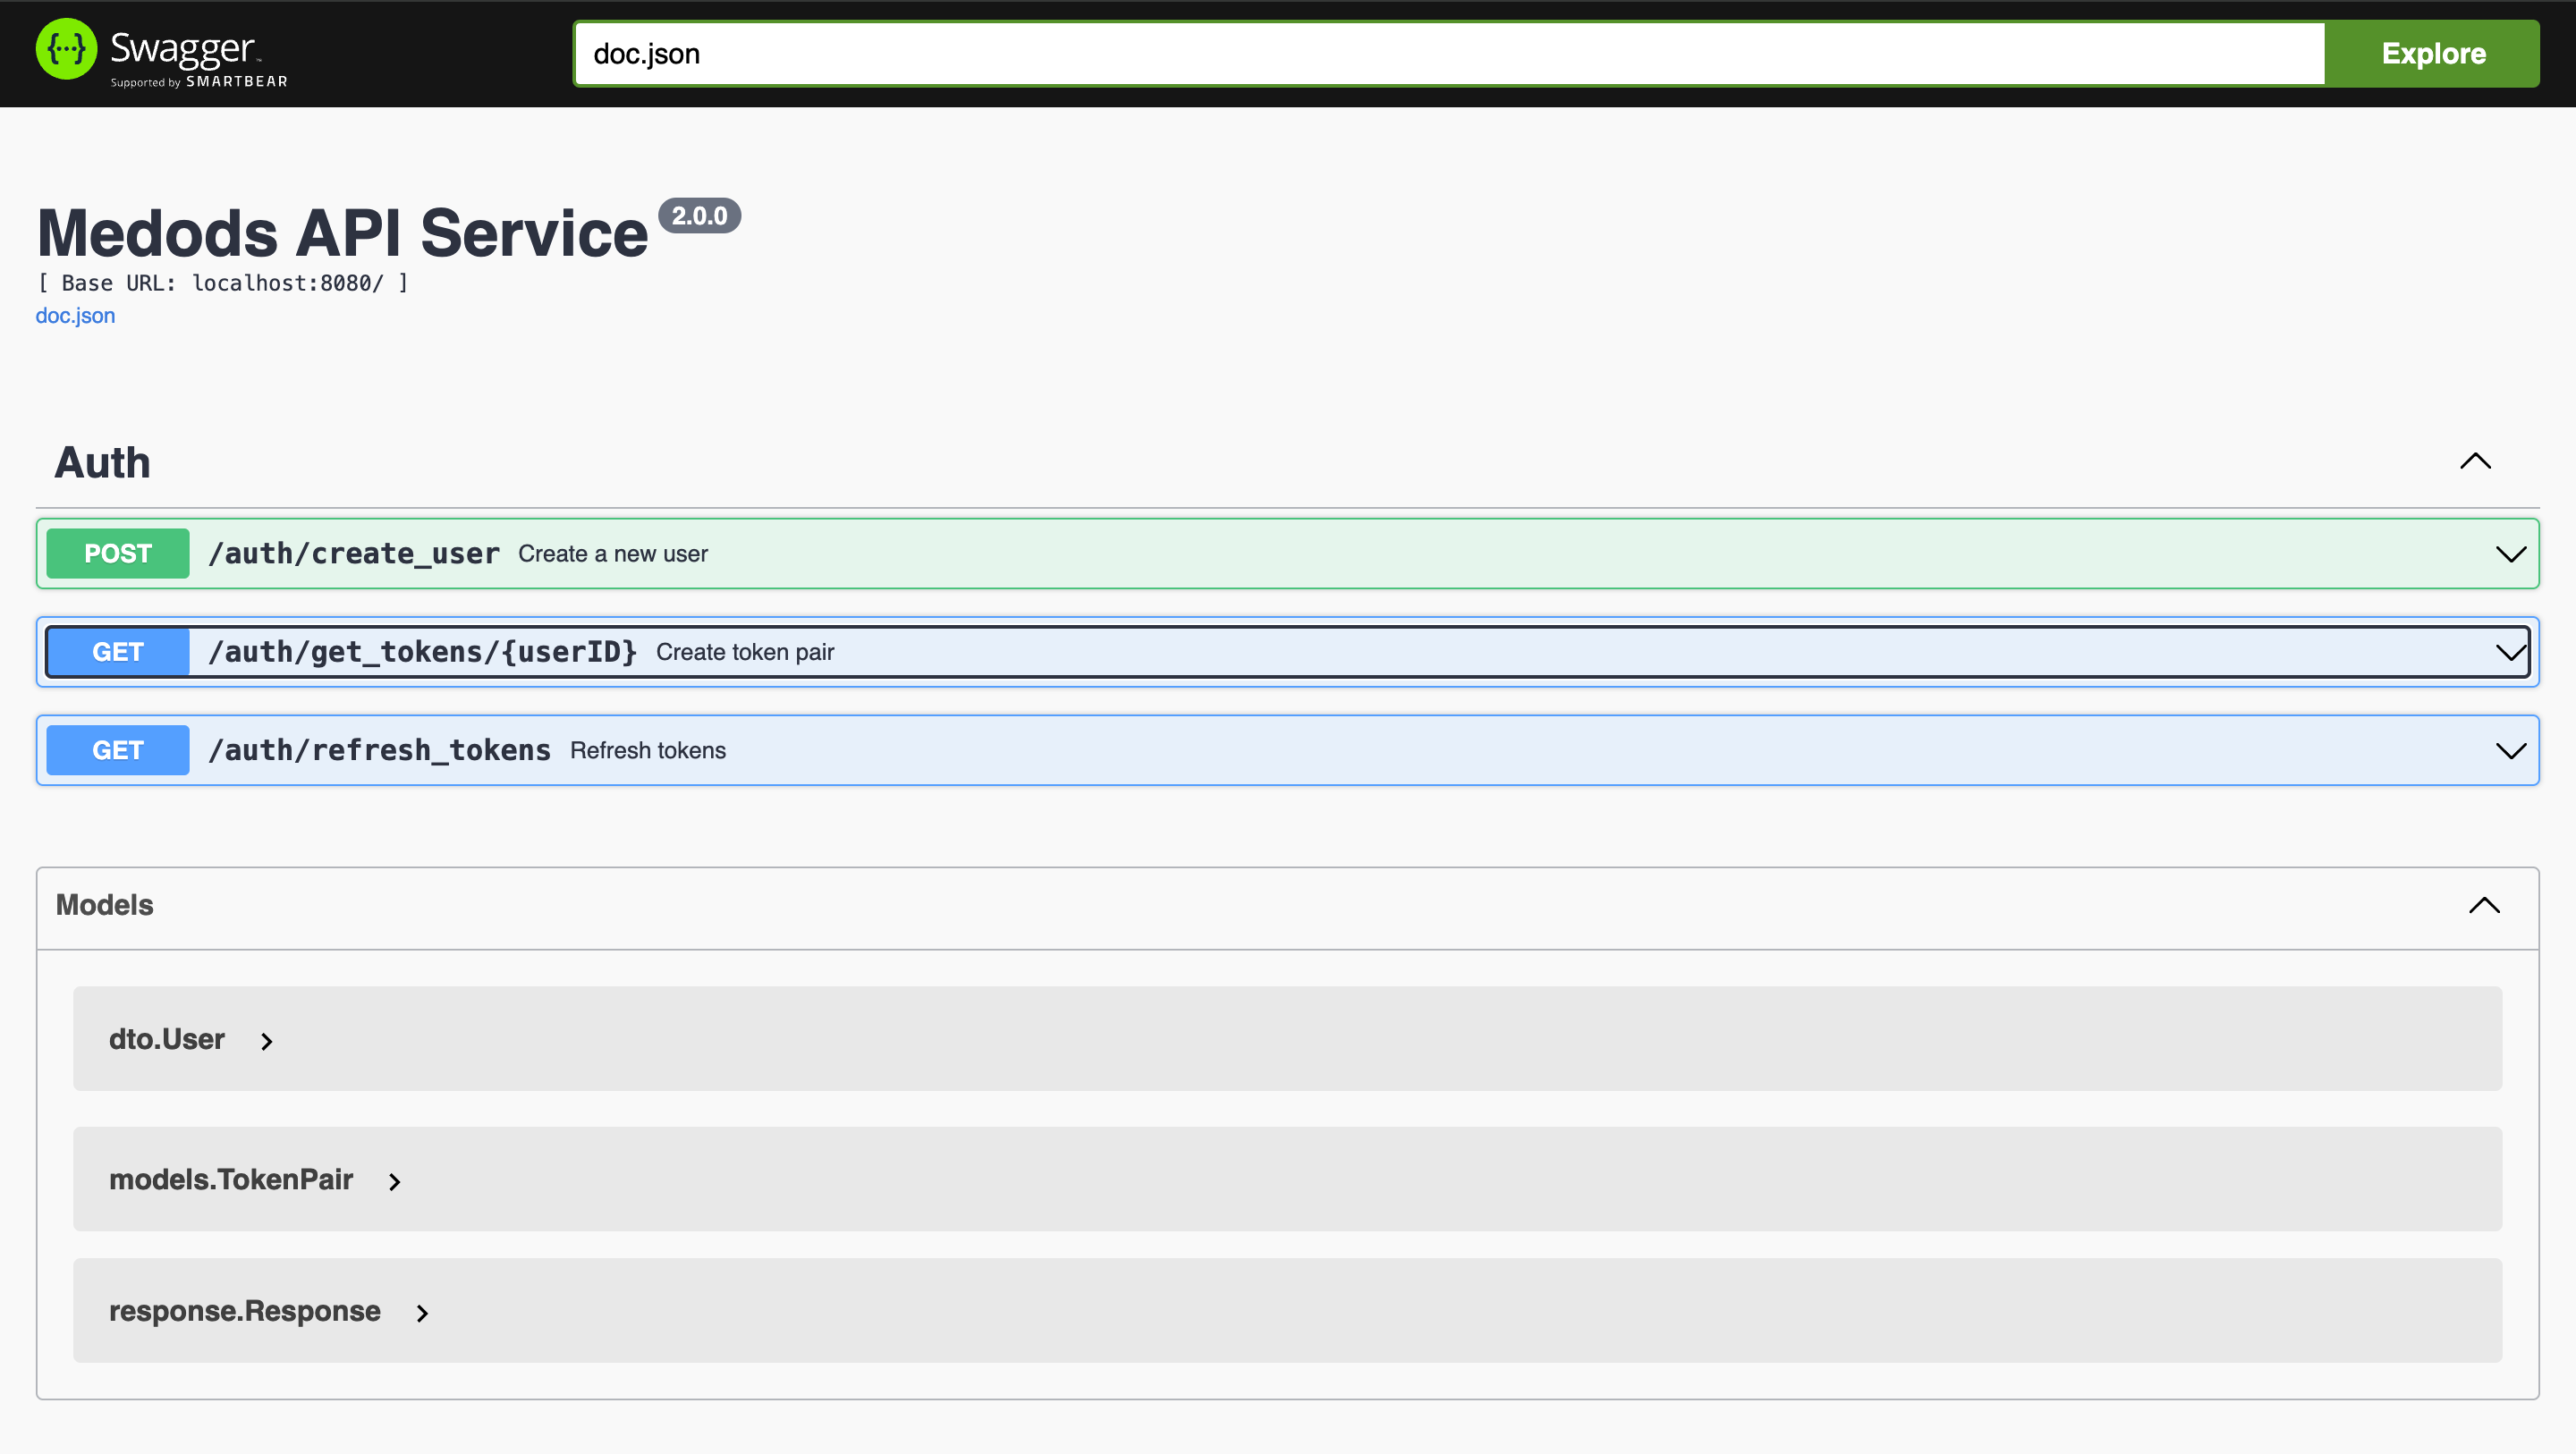 {···} Swagger™
Supported by SMARTBEAR
doc.json
Explore
Medods API Service 2.0.0
[ Base URL: localhost:8080/ ]
doc.json
Auth
POST /auth/create_user Create a new user
GET /auth/get_tokens/{userID} Create token pair
GET /auth/refresh_tokens Refresh tokens
Models
dto.User
models.TokenPair
response.Response